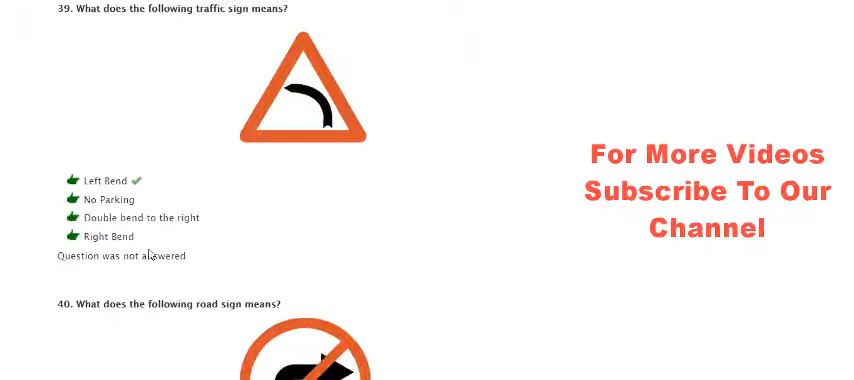 39. What does the following traffic sign means?
Left Bend
No Parking
Double bend to the right
Right Bend
Question was not answered
40. What does the following road sign means?
For More Videos
Subscribe To Our
Channel